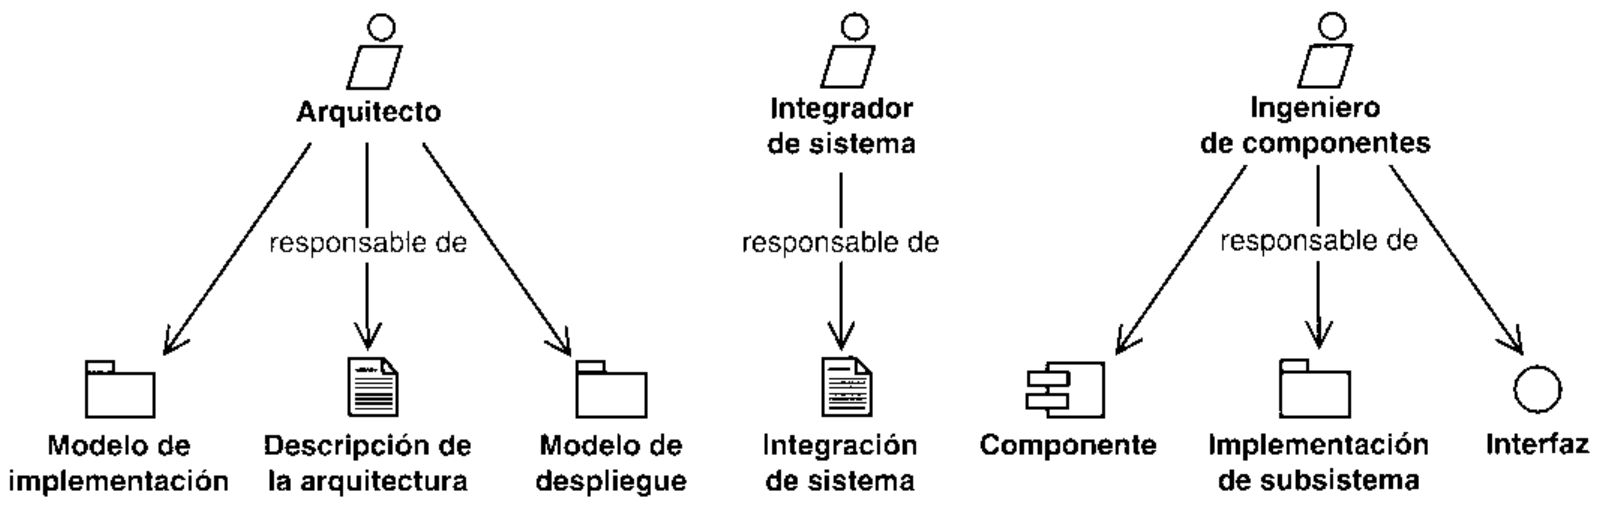 Arquitecto
Integrador
de sistema
Ingeniero
de componentes
responsable de
responsable de
responsable de
Modelo de
implementación
Descripción de
la arquitectura
Modelo de
despliegue
Integración
de sistema
Componente
Implementación
de subsistema
Interfaz